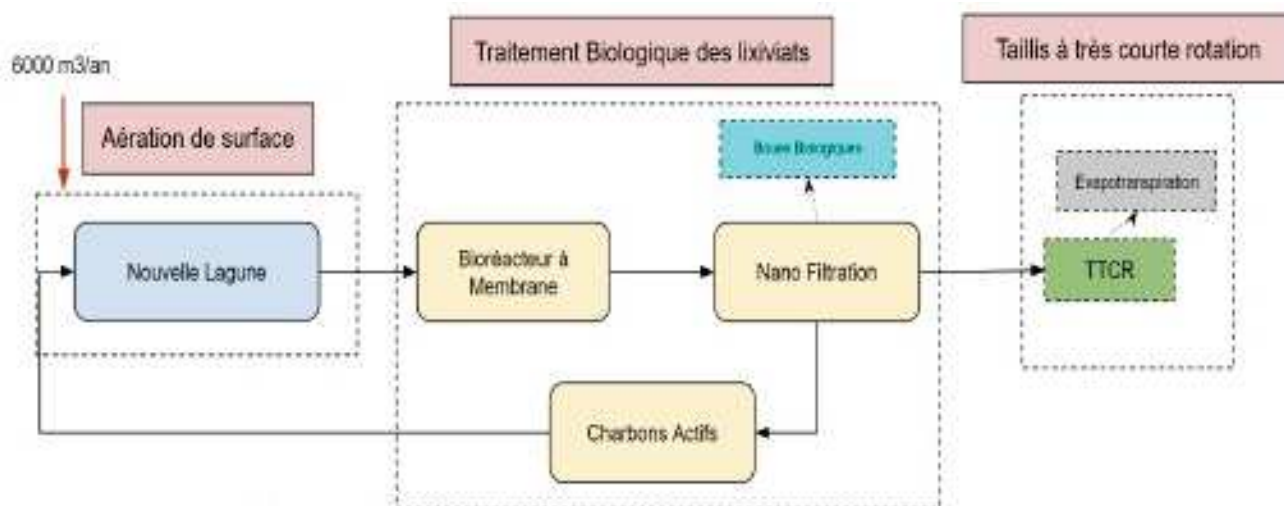 6000 m3/an
Aération de surface
Traitement Biologique des lixiviats
Taillis à très courte rotation
Boues Biologiques
Evapotranspiration
Nouvelle Lagune
Bioréacteur à
Membrane
Nano Filtration
TTCR
Charbons Actifs